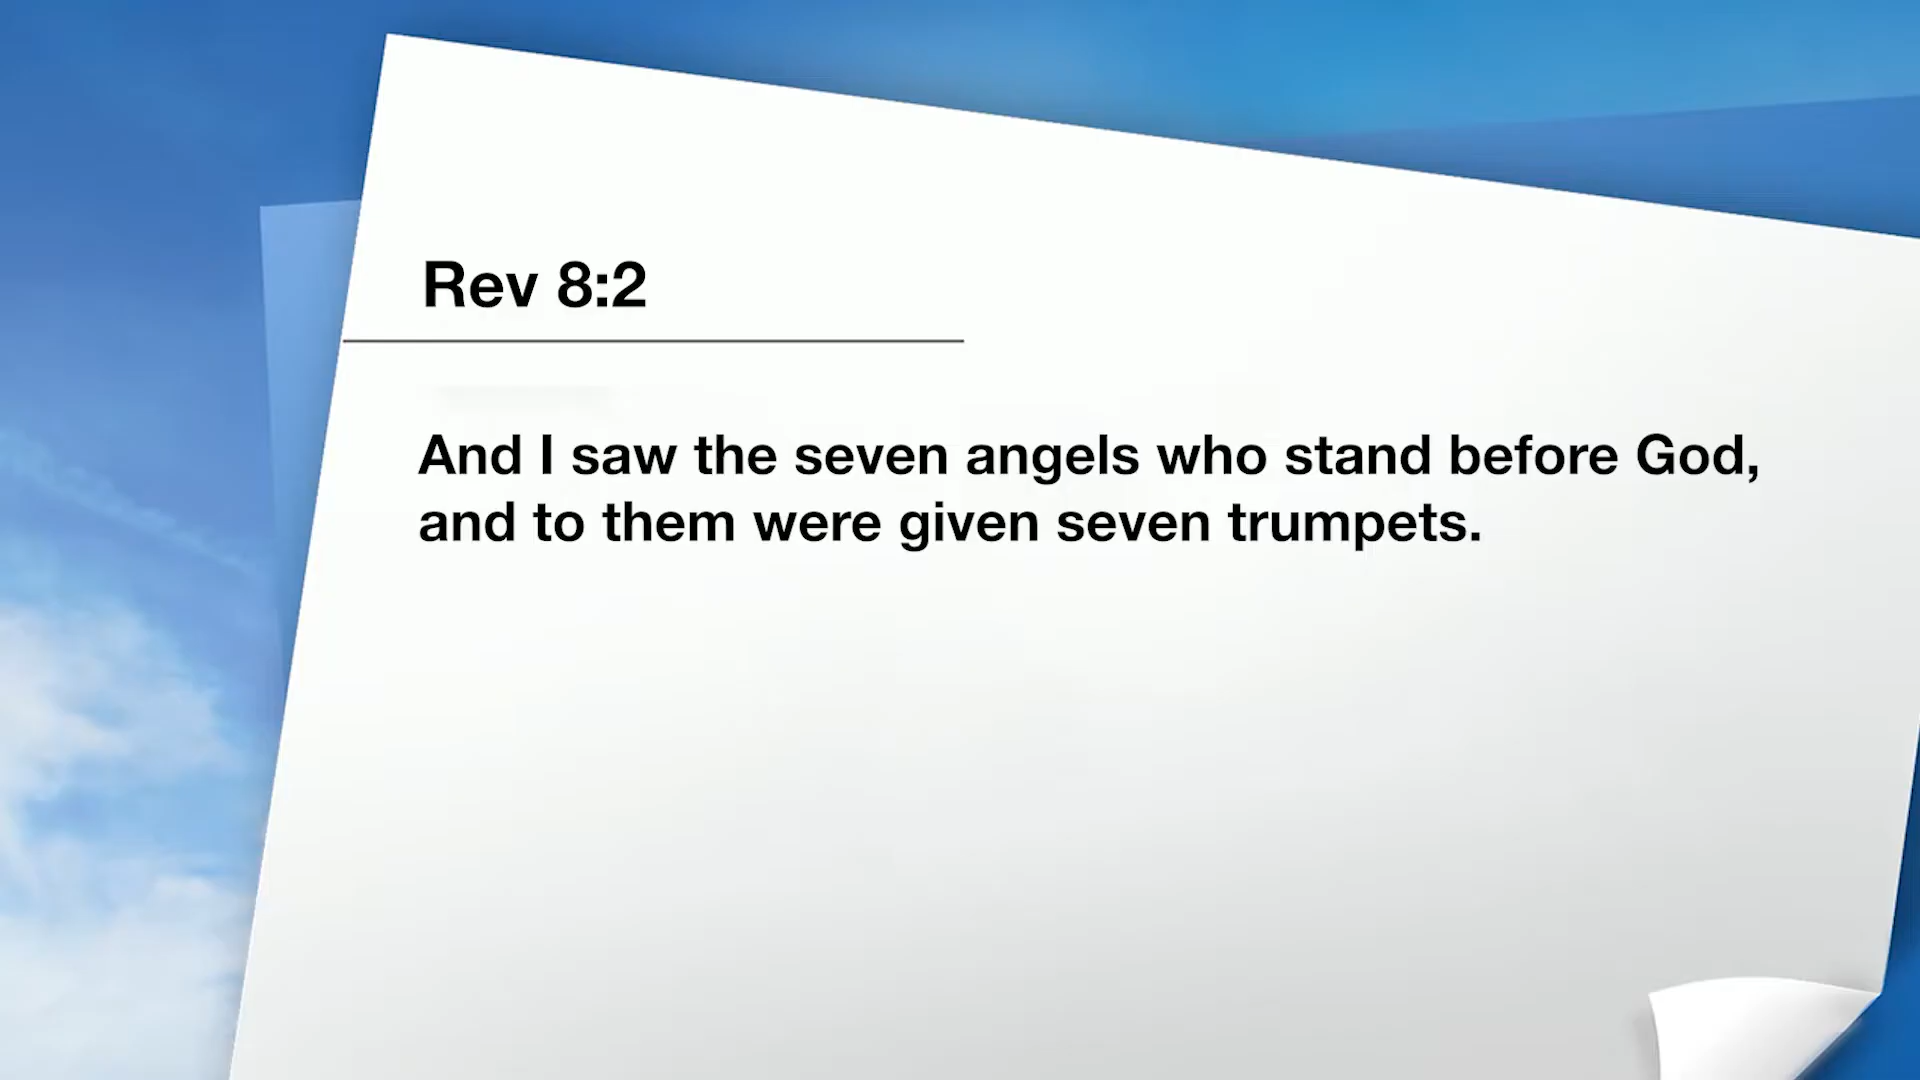 Rev 8:2
And I saw the seven angels who stand before God,
and to them were given seven trumpets.